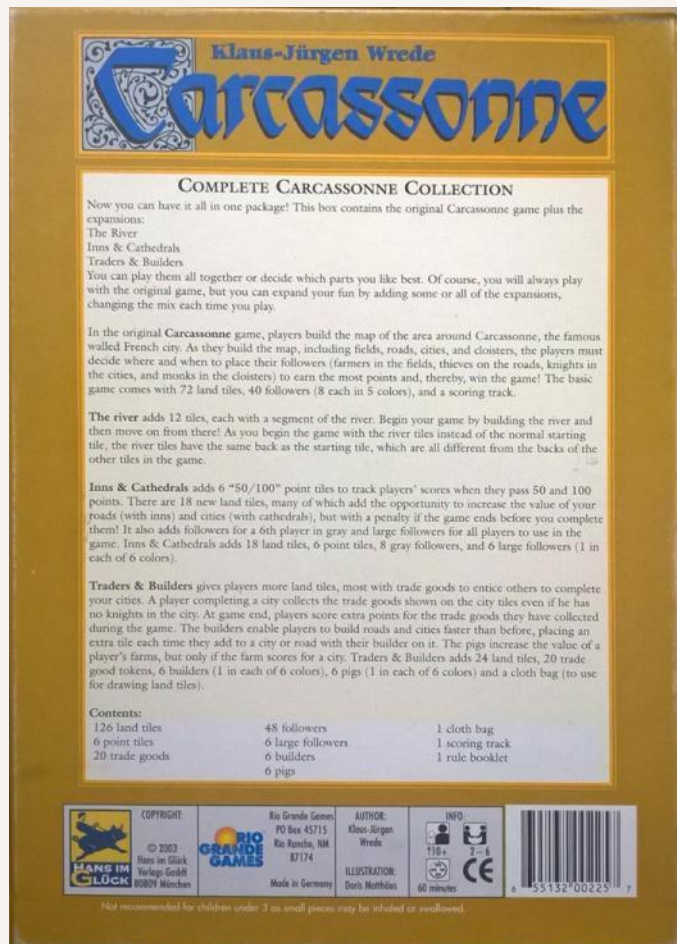 Klaus-Jürgen Wrede
Carcassonne
COMPLETE CARCASSONNE COLLECTION
Now you can have it all in one package! This box contains the original Carcassonne game plus the
expansions:
The River
Inns & Cathedrals
Traders & Builders
You can play them all together or decide which parts you like best. Of course, you will always play
with the original game, but you can expand your fun by adding some or all of the expansions,
changing the mix each time you play.
In the original Carcassonne game, players build the map of the area around Carcassonne, the famous
walled French city. As they build the map, including fields, roads, cities, and cloisters, the players must
decide where and when to place their followers (farmers in the fields, thieves on the roads, knights in
the cities, and monks in the cloisters) to earn the most points and, thereby, win the game! The basic
game comes with 72 land tiles, 40 followers (8 each in 5 colors), and a scoring track.
The river adds 12 tiles, each with a segment of the river. Begin your game by building the river and
then move on from there! As you begin the game with the river tiles instead of the normal starting
tile, the river tiles have the same back as the starting tile, which are all different from the backs of the
other tiles in the game.
Inns & Cathedrals adds 6 "50/100" point tiles to track players' scores when they pass 50 and 100
points. There are 18 new land tiles, many of which add the opportunity to increase the value of your
roads (with inns) and cities (with cathedrals), but with a penalty if the game ends before you complete
them! It also adds followers for a 6th player in gray and large followers for all players to use in the
game. Inns & Cathedrals adds 18 land tiles, 6 point tiles, 8 gray followers, and 6 large followers (1 in
each of 6 colors).
Traders & Builders gives players more land tiles, most with trade goods to entice others to complete
your cities. A player completing a city collects the trade goods shown on the city tiles even if he has
no knights in the city. At game end, players score extra points for the trade goods they have collected
during the game. The builders enable players to build roads and cities faster than before, placing an
extra tile each time they add to a city or road with their builder on it. The pigs increase the value of a
player's farms, but only if the farm scores for a city. Traders & Builders adds 24 land tiles, 20 trade
good tokens, 6 builders (1 in each of 6 colors), 6 pigs (1 in each of 6 colors) and a cloth bag (to use
for drawing land tiles).
Contents:
126 land tiles
6 point tiles
20 trade goods
48 followers
6 large followers
6 builders
6 pigs
1 cloth bag
1 scoring track
1 rule booklet
HANS IM
GLÜCK
COPYRIGHT:
© 2003
Hans im Glück
Verlags GmbH
80809 München
RIO
GRANDE
GAMES
Rio Grande Games
PO Box 45715
Rio Rancho, NM
87174
Made in Germany
AUTHOR:
Klaus-Jürgen
Wrede
ILLUSTRATION:
Doris Matthäus
INFO:
*10+
2-6
60 minutes
CE
6 55132 00225 7
Not recommended for children under 3 as small pieces may be inhaled or swallowed.